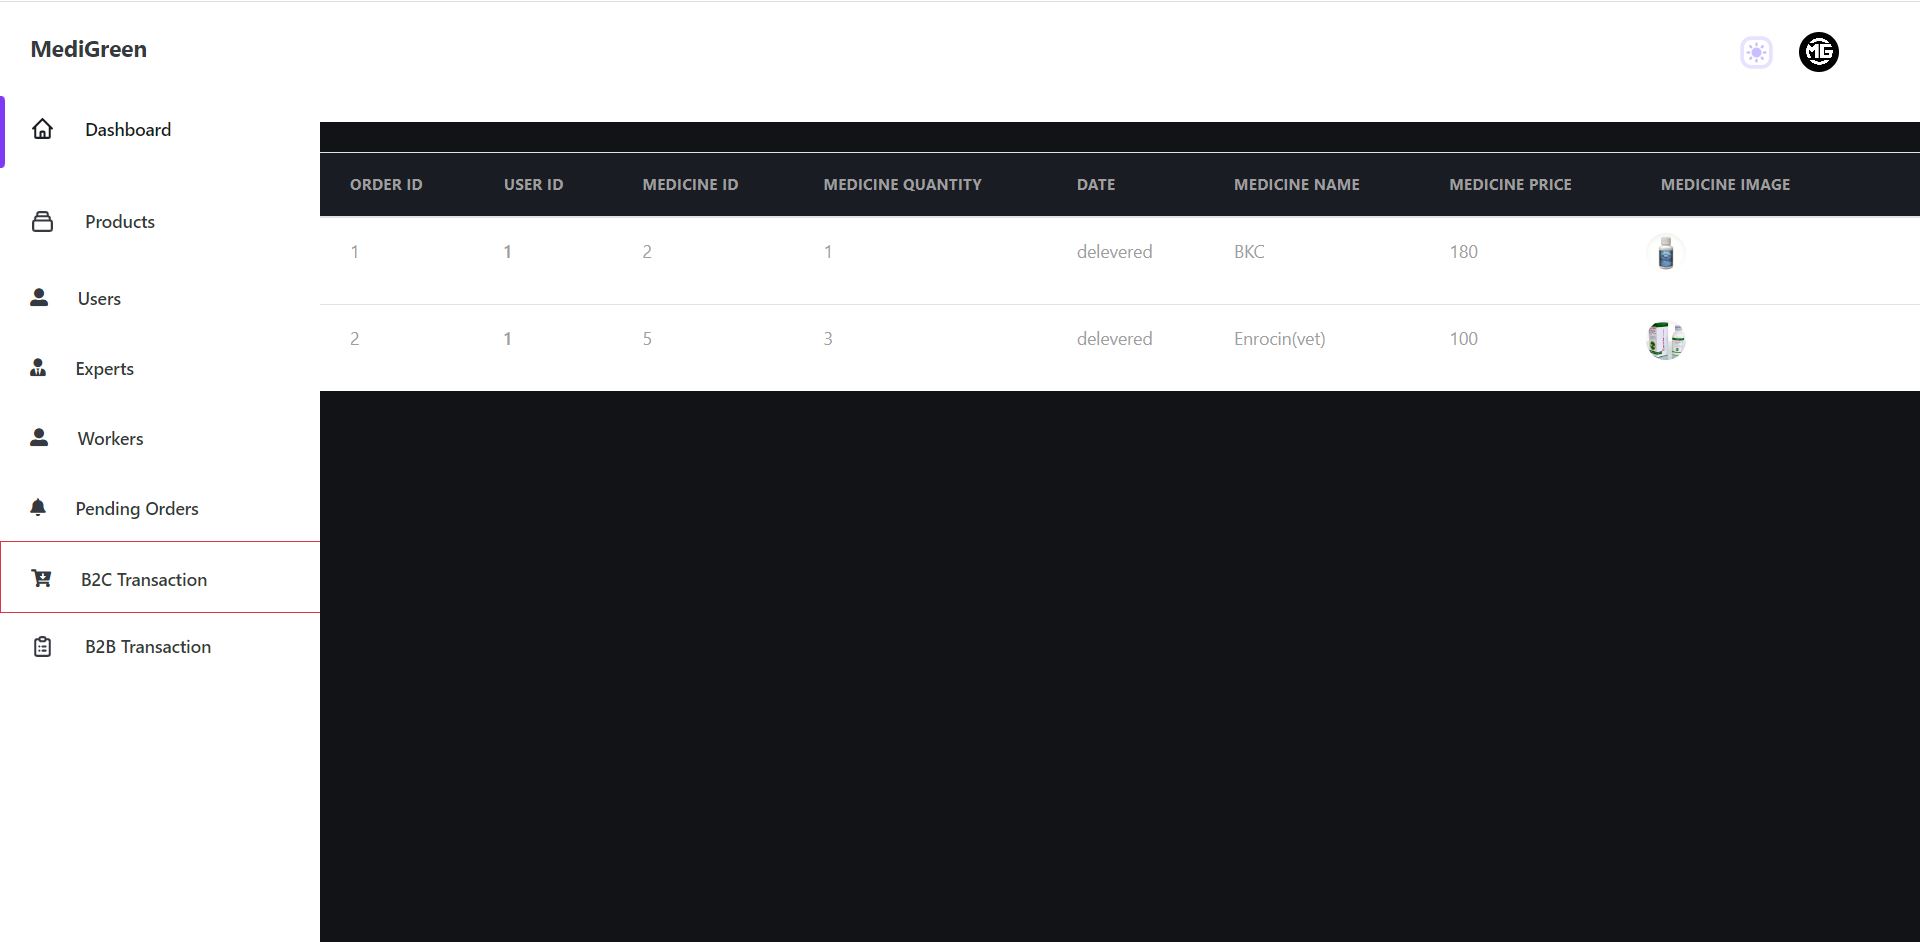 MediGreen
MG
Dashboard
Products
Users
Experts
Workers
Pending Orders
B2C Transaction
B2B Transaction
ORDER ID USER ID MEDICINE ID MEDICINE QUANTITY DATE MEDICINE NAME MEDICINE PRICE MEDICINE IMAGE
1 1 2 1 delevered BKC 180
2 1 5 3 delevered Enrocin(vet) 100